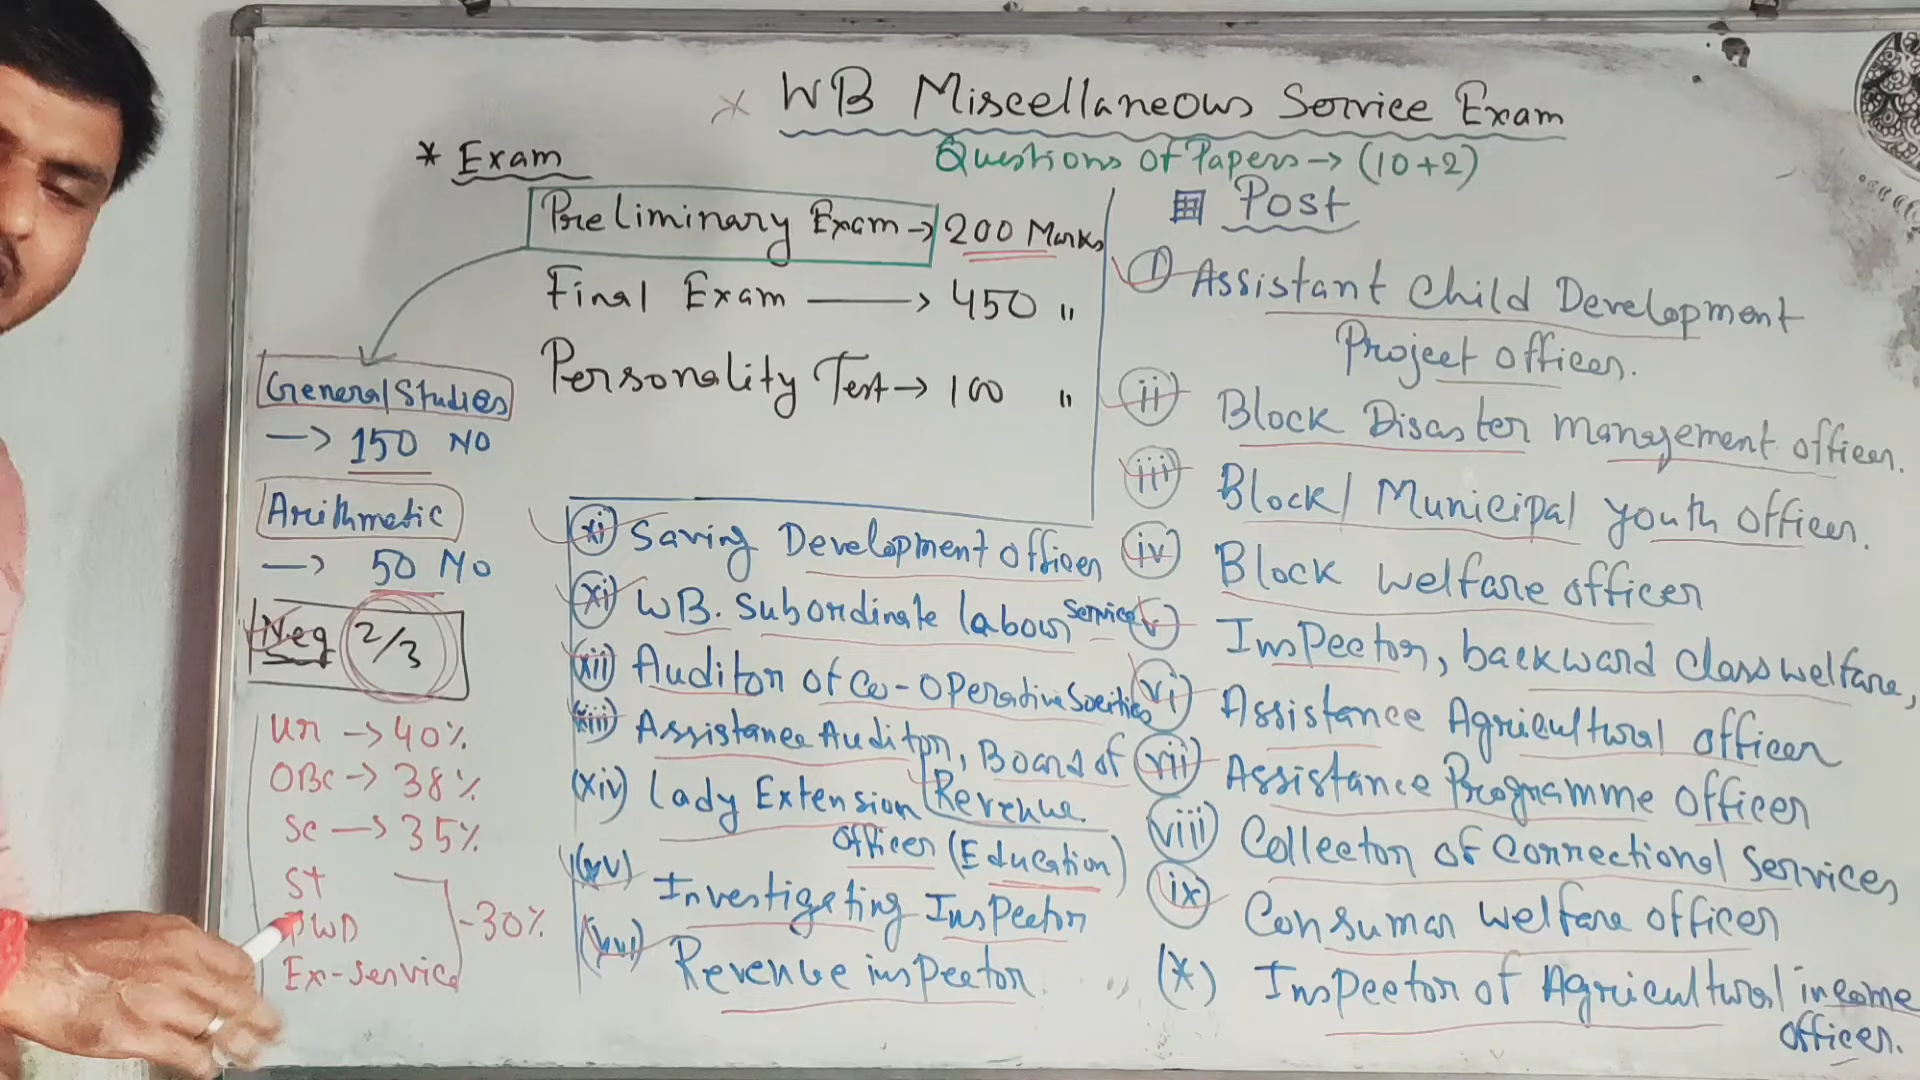 WB Miscellaneous Service Exam
Questions of Papers → (10+2)
* Exam
Preliminary Exam → 200 Marks
Final Exam → 450 "
Personality Test → 100 "
General Studies
→ 150 NO
Arithmetic
→ 50 NO
Neg 2/3
UR → 40%
OBC → 38%
SC → 35%
ST
PWD
Ex-service
- 30%
Post
(i) Assistant Child Development
Project officer.
(ii) Block Disaster management officer.
(iii) Block/Municipal youth officer.
(iv) Block welfare officer
(v) Inspector, backward class welfare,
(vi) Assistance Agricultural officer
(vii) Assistance Programme officer
(viii) Collector of Correctional Services,
(ix) Consumar welfare officer
(x) Inspector of Agricultural income
officer.
(xi) Saving Development officer
(xi) WB. Subordinate labour service
(xii) Auditor of Co-operative Socities
(xiii) Assistance Auditor, Board of
Revenue
(xiv) Lady Extension
officer (Education)
(xv) Investigating Inspector
(xvi) Revenue inspector